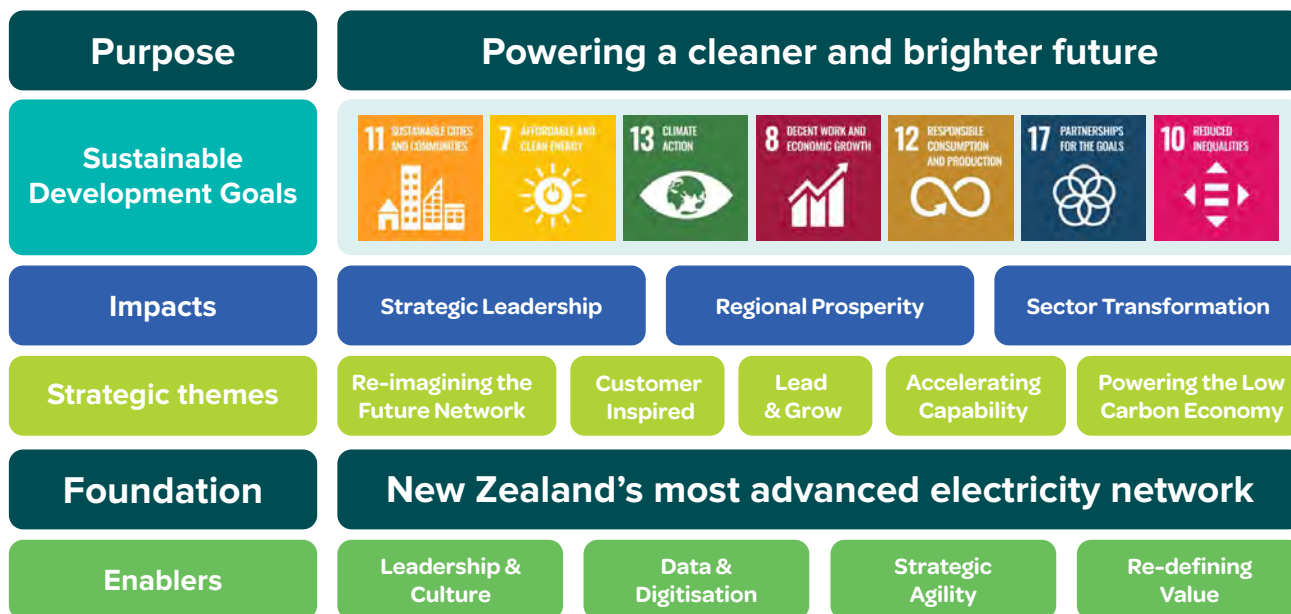 Purpose
Powering a cleaner and brighter future
Sustainable
Development Goals
11 SUSTAINABLE CITIES
AND COMMUNITIES
7 AFFORDABLE AND
CLEAN ENERGY
13 CLIMATE
ACTION
8 DECENT WORK AND
ECONOMIC GROWTH
12 RESPONSIBLE
CONSUMPTION
AND PRODUCTION
17 PARTNERSHIPS
FOR THE GOALS
10 REDUCED
INEQUALITIES
Impacts
Strategic Leadership
Regional Prosperity
Sector Transformation
Strategic themes
Re-imagining the
Future Network
Customer
Inspired
Lead
& Grow
Accelerating
Capability
Powering the Low
Carbon Economy
Foundation
New Zealand’s most advanced electricity network
Enablers
Leadership &
Culture
Data &
Digitisation
Strategic
Agility
Re-defining
Value